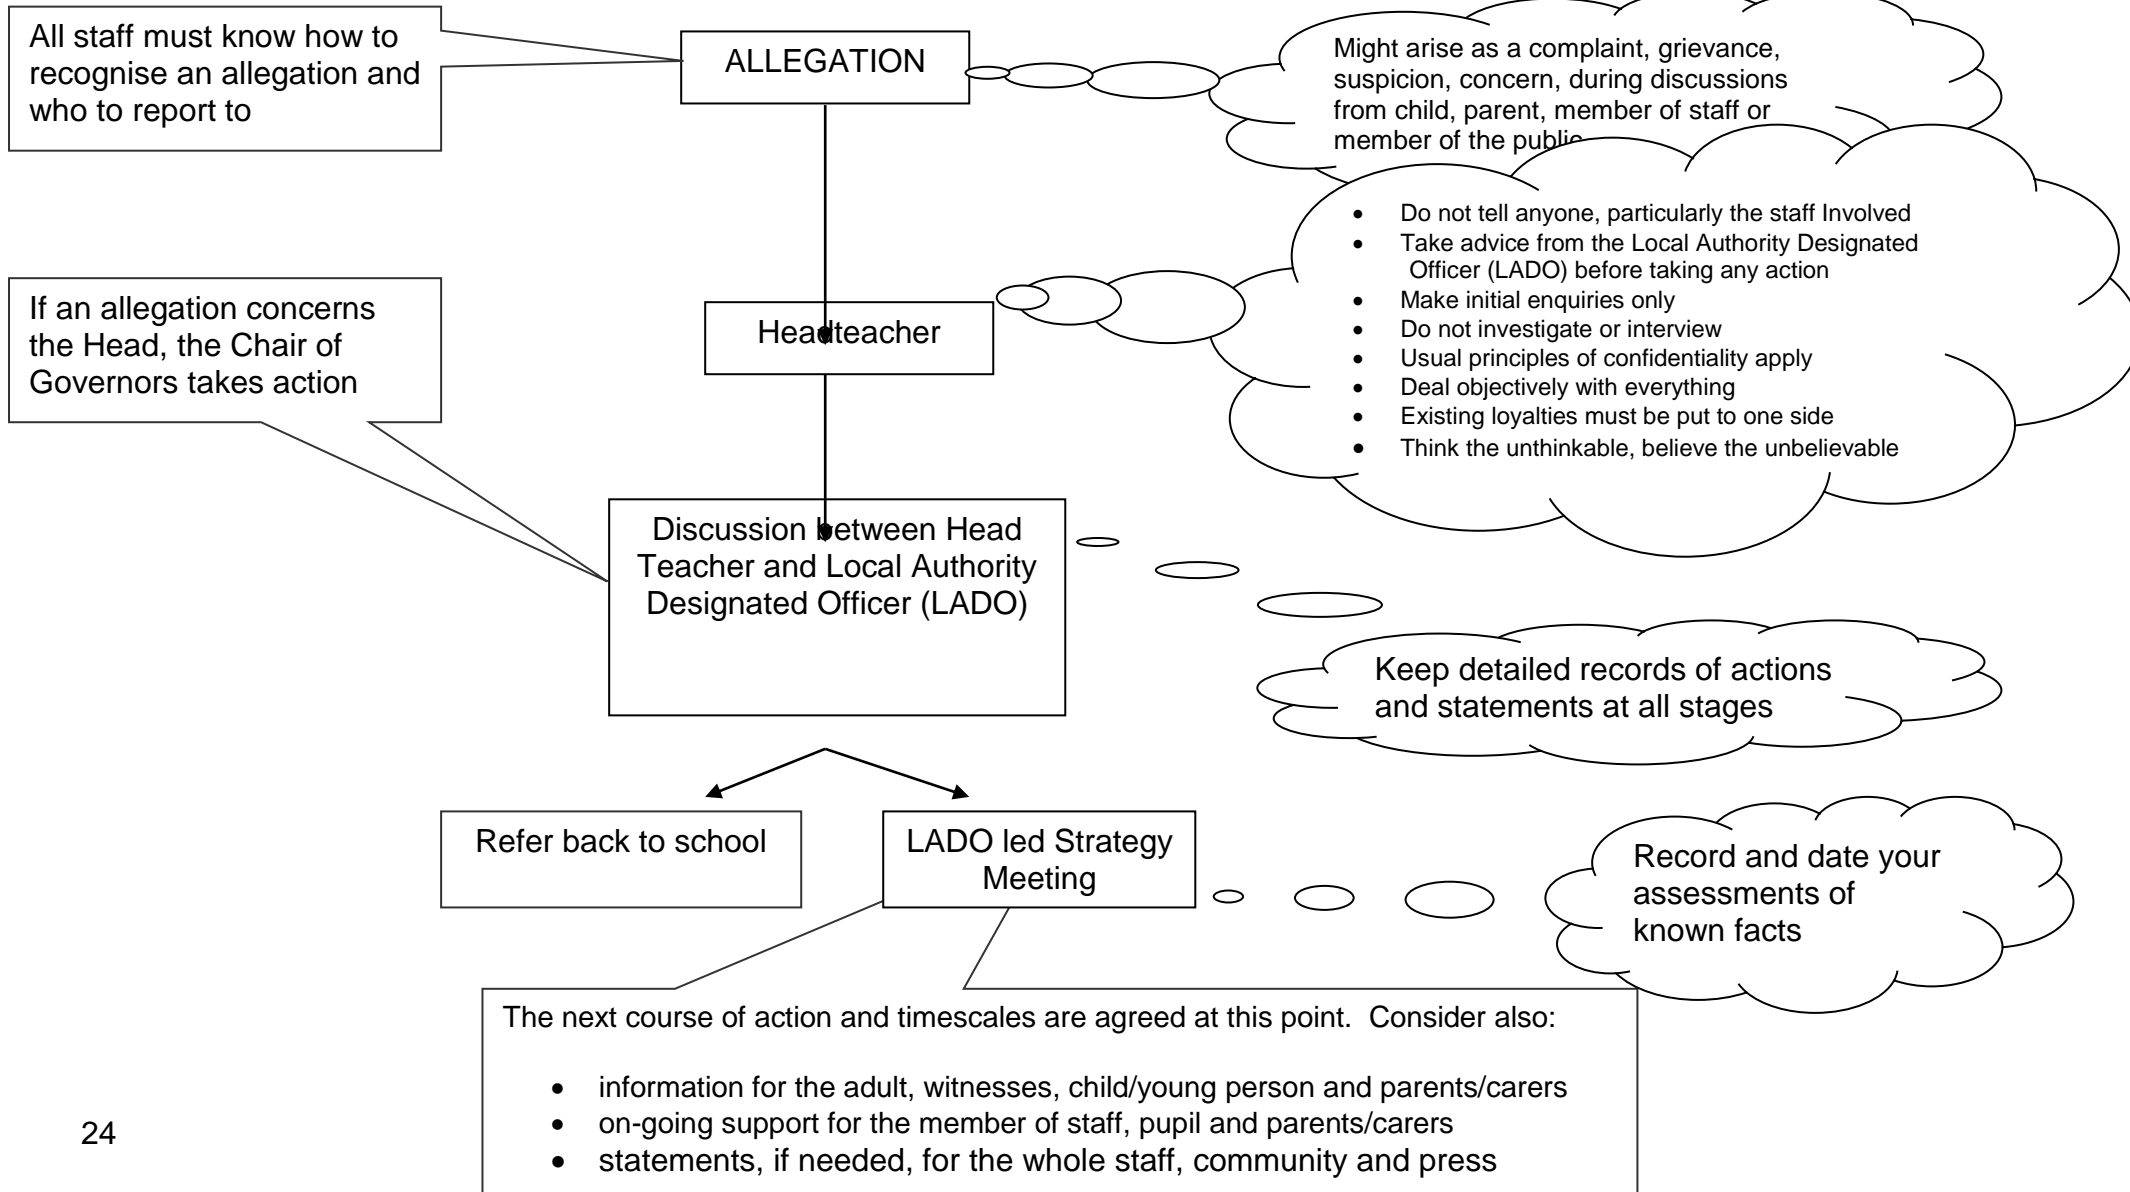 All staff must know how to
recognise an allegation and
who to report to
ALLEGATION
Might arise as a complaint, grievance,
suspicion, concern, during discussions
from child, parent, member of staff or
member of the public
• Do not tell anyone, particularly the staff Involved
• Take advice from the Local Authority Designated
Officer (LADO) before taking any action
• Make initial enquiries only
• Do not investigate or interview
• Usual principles of confidentiality apply
• Deal objectively with everything
• Existing loyalties must be put to one side
• Think the unthinkable, believe the unbelievable
If an allegation concerns
the Head, the Chair of
Governors takes action
Headteacher
Discussion between Head
Teacher and Local Authority
Designated Officer (LADO)
Keep detailed records of actions
and statements at all stages
Refer back to school
LADO led Strategy
Meeting
Record and date your
assessments of
known facts
The next course of action and timescales are agreed at this point.  Consider also:
• information for the adult, witnesses, child/young person and parents/carers
• on-going support for the member of staff, pupil and parents/carers
• statements, if needed, for the whole staff, community and press
24